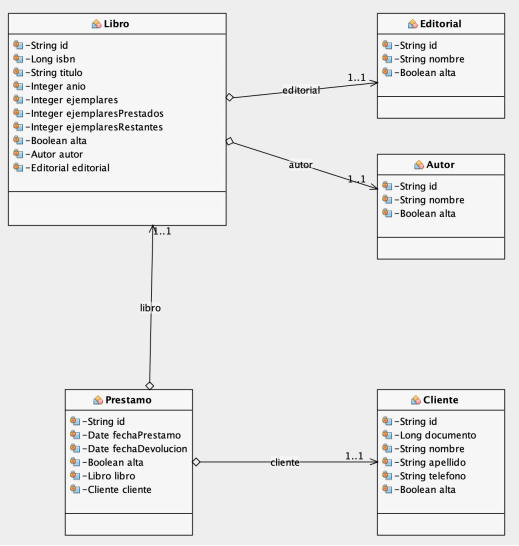 Libro
-String id
-Long isbn
-String titulo
-Integer anio
-Integer ejemplares
-Integer ejemplaresPrestados
-Integer ejemplaresRestantes
-Boolean alta
-Autor autor
-Editorial editorial
Editorial
-String id
-String nombre
-Boolean alta
1..1
editorial
autor
1..1
Autor
-String id
-String nombre
-Boolean alta
1..1
libro
Prestamo
-String id
-Date fechaPrestamo
-Date fechaDevolucion
-Boolean alta
-Libro libro
-Cliente cliente
cliente
1..1
Cliente
-String id
-Long documento
-String nombre
-String apellido
-String telefono
-Boolean alta